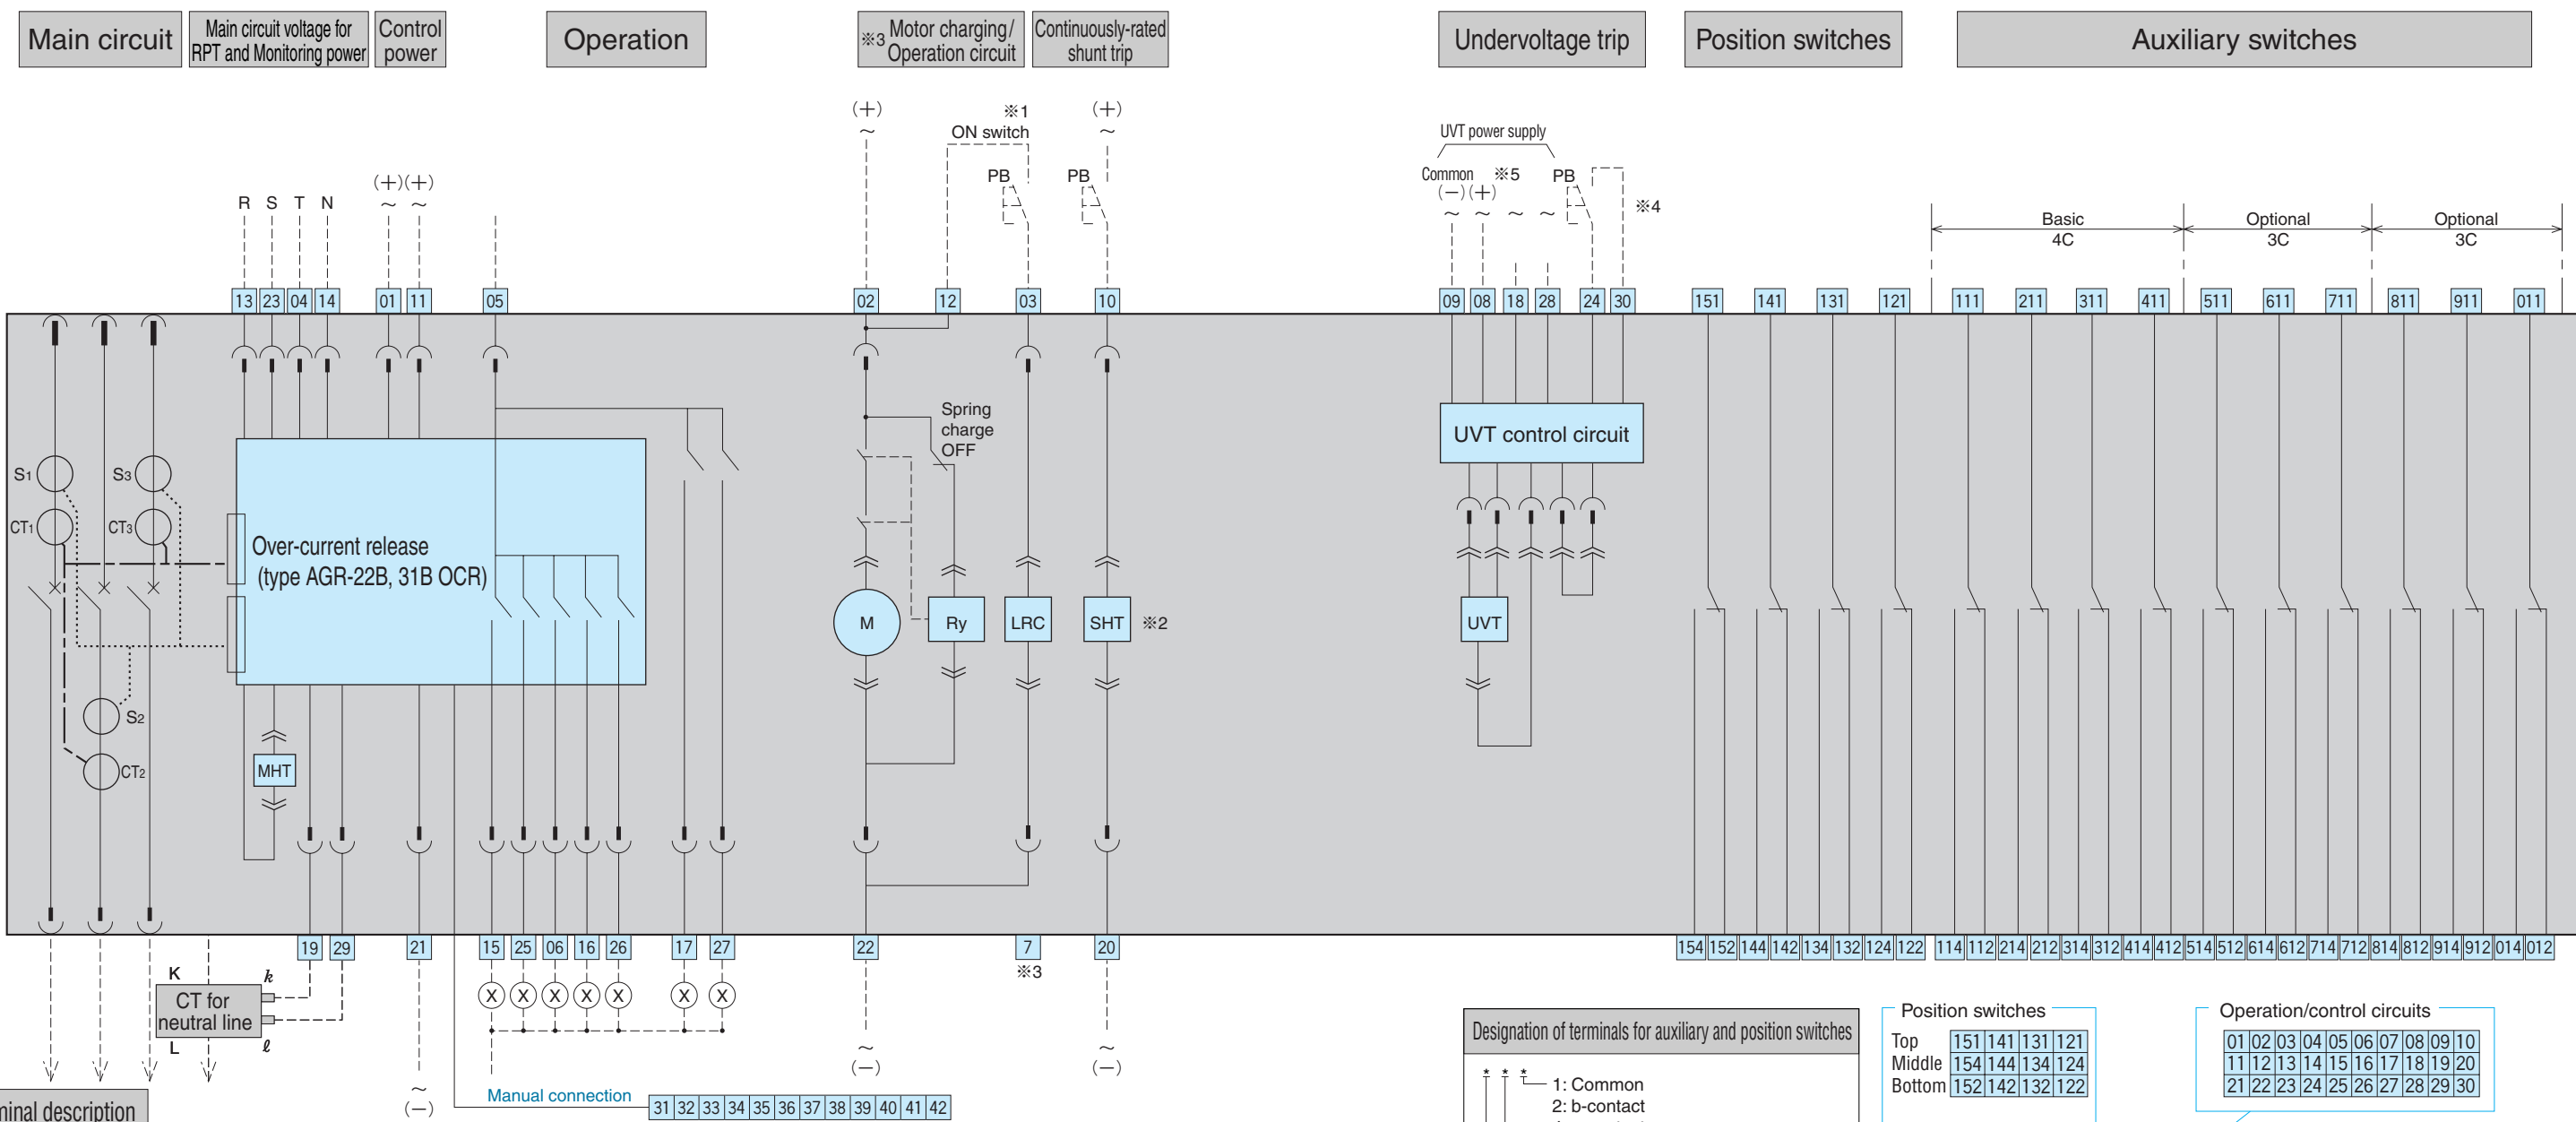 Main circuit
Main circuit voltage for
RPT and Monitoring power
Control
power
Operation
※3 Motor charging/
Operation circuit
Continuously-rated
shunt trip
Undervoltage trip
Position switches
Auxiliary switches
(+)
~
※1
ON switch
(+)
~
PB
PB
UVT power supply
Common ※5 PB
(−) (+)
~ ~ ~ ~
※4
R S T N
(+) (+)
~ ~
Basic
4C
Optional
3C
Optional
3C
13 23 04 14 01 11 05 02 12 03 10 09 08 18 28 24 30 151 141 131 121 111 211 311 411 511 611 711 811 911 011
Spring
charge
OFF
UVT control circuit
S1
S3
CT1
CT3
Over-current release
(type AGR-22B, 31B OCR)
M
Ry
LRC
SHT
※2
UVT
S2
CT2
MHT
19 29 21 15 25 06 16 26 17 27 22 7 20 154 152 144 142 134 132 124 122 114 112 214 212 314 312 414 412 514 512 614 612 714 712 814 812 914 912 014 012
※3
K
k
CT for
neutral line
L
ℓ
X X X X X X X
~
(−)
~
(−)
~
(−)
Manual connection
31 32 33 34 35 36 37 38 39 40 41 42
minal description
Designation of terminals for auxiliary and position switches
* * *
1: Common
2: b-contact
Position switches
Top 151 141 131 121
Middle 154 144 134 124
Bottom 152 142 132 122
Operation/control circuits
01 02 03 04 05 06 07 08 09 10
11 12 13 14 15 16 17 18 19 20
21 22 23 24 25 26 27 28 29 30